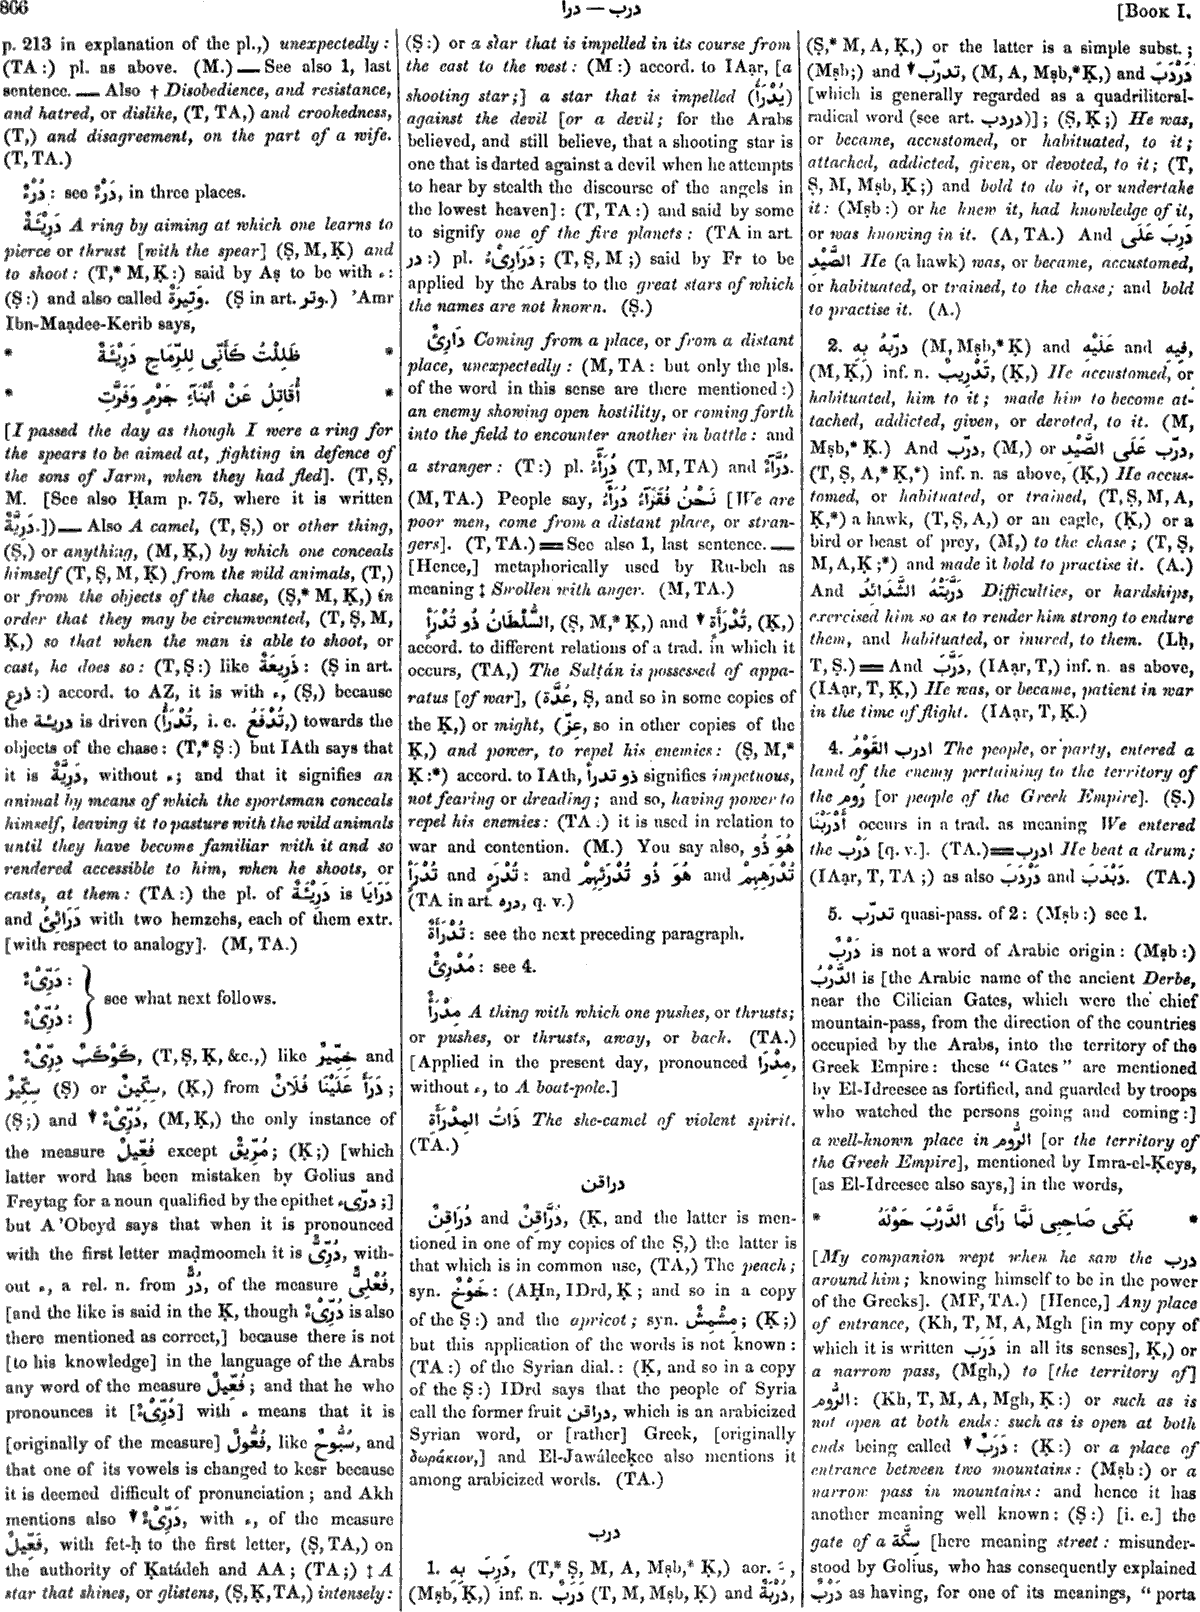 866
درب — درا
[Book I.
p. 213 in explanation of the pl.,) unexpectedly :
(TA :) pl. as above. (M.) — See also 1, last
sentence. — Also † Disobedience, and resistance,
and hatred, or dislike, (T, TA,) and crookedness,
(T,) and disagreement, on the part of a wife.
(T, TA.)
دُرْءٌ : see دَرْءٌ, in three places.
دَرِيْئَةٌ A ring by aiming at which one learns to
pierce or thrust [with the spear] (Ṣ, M, Ḳ) and
to shoot : (T,* M, Ḳ :) said by Aṣ to be with ء :
(Ṣ :) and also called وَتِيرَةٌ. (Ṣ in art. وتر.) 'Amr
Ibn-Maạdee-Kerib says,
* ظَلِلْتُ كَأَنِّى لِلرِّمَاحِ دَرِيْئَةٌ *
* أُقَاتِلُ عَنْ أَبْنَآءِ جَرْمٍ وَفَرَّتِ *
[I passed the day as though I were a ring for
the spears to be aimed at, fighting in defence of
the sons of Jarm, when they had fled]. (T, Ṣ,
M. [See also Ḥam p. 75, where it is written
دَرِيَّةٌ.]) — Also A camel, (T, Ṣ,) or other thing,
(Ṣ,) or anything, (M, Ḳ,) by which one conceals
himself (T, Ṣ, M, Ḳ) from the wild animals, (T,)
or from the objects of the chase, (Ṣ,* M, Ḳ,) in
order that they may be circumvented, (T, Ṣ, M,
Ḳ,) so that when the man is able to shoot, or
cast, he does so : (T, Ṣ :) like ذَرِيعَةٌ : (Ṣ in art.
ذرع :) accord. to AZ, it is with ء, (Ṣ,) because
the دريئة is driven (تُدْرَأُ, i. e. تُدْفَعُ,) towards the
objects of the chase : (T,* Ṣ :) but IAth says that
it is دَرِيَّةٌ, without ء ; and that it signifies an
animal by means of which the sportsman conceals
himself, leaving it to pasture with the wild animals
until they have become familiar with it and so
rendered accessible to him, when he shoots, or
casts, at them : (TA :) the pl. of دَرِيْئَةٌ is دَرَايَا
and دَرَائِئُ with two hemzehs, each of them extr.
[with respect to analogy]. (M, TA.)
دَرِّىْءٌ :
دُرِّىْءٌ :
see what next follows.
كَوْكَبٌ دِرِّىْءٌ, (T, Ṣ, Ḳ, &c.,) like خِمِّيرٌ and
سِكِّيرٌ (Ṣ) or سِكِّينٌ, (Ḳ,) from دَرَأَ عَلَيْنَا فُلَانٌ ;
(Ṣ ;) and ▼ دُرِّىْءٌ, (M, Ḳ,) the only instance of
the measure فُعِّيلٌ except مُرِّيقٌ ; (Ḳ ;) [which
latter word has been mistaken by Golius and
Freytag for a noun qualified by the epithet درّىء ;]
but A 'Obeyd says that when it is pronounced
with the first letter maḍmoomeh it is دُرِّىٌّ, with-
out ء, a rel. n. from دُرٌّ, of the measure فُعْلِىٌّ,
[and the like is said in the Ḳ, though دُرِّىْءٌ is also
there mentioned as correct,] because there is not
[to his knowledge] in the language of the Arabs
any word of the measure فُعِّيلٌ ; and that he who
pronounces it [دُرِّىْءٌ] with ء means that it is
[originally of the measure] فُعُّولٌ, like سُبُّوحٌ, and
that one of its vowels is changed to kesr because
it is deemed difficult of pronunciation ; and Akh
mentions also ▼ دَرِّىْءٌ, with ء, of the measure
فَعِّيلٌ, with fet-ḥ to the first letter, (Ṣ, TA,) on
the authority of Ḳatádeh and AA ; (TA ;) ‡ A
star that shines, or glistens, (Ṣ, Ḳ, TA,) intensely :
(Ṣ :) or a star that is impelled in its course from
the east to the west : (M :) accord. to IAạr, [a
shooting star ;] a star that is impelled (يُدْرَأُ)
against the devil [or a devil ; for the Arabs
believed, and still believe, that a shooting star is
one that is darted against a devil when he attempts
to hear by stealth the discourse of the angels in
the lowest heaven] : (T, TA :) and said by some
to signify one of the five planets : (TA in art.
در :) pl. دَرَارِىْءُ ; (T, Ṣ, M ;) said by Fr to be
applied by the Arabs to the great stars of which
the names are not known. (Ṣ.)
دَارِئٌ Coming from a place, or from a distant
place, unexpectedly : (M, TA : but only the pls.
of the word in this sense are there mentioned :)
an enemy showing open hostility, or coming forth
into the field to encounter another in battle : and
a stranger : (T :) pl. دُرَأءُ (T, M, TA) and دُرَّآءٌ.
(M, TA.) People say, نَحْنُ فُقَرَآءُ دُرَآءُ [We are
poor men, come from a distant place, or stran-
gers]. (T, TA.) = See also 1, last sentence. —
[Hence,] metaphorically used by Ru-beh as
meaning ‡ Swollen with anger. (M, TA.)
السُّلْطَانُ ذُو تُدْرَأٍ, (Ṣ, M,* Ḳ,) and ▼ تُدْرَأَةٍ, (Ḳ,)
accord. to different relations of a trad. in which it
occurs, (TA,) The Sulṭán is possessed of appa-
ratus [of war], (عُدَّة, Ṣ, and so in some copies of
the Ḳ,) or might, (عِزّ, so in other copies of the
Ḳ,) and power, to repel his enemies : (Ṣ, M,*
Ḳ :*) accord. to IAth, ذو تدرأ signifies impetuous,
not fearing or dreading ; and so, having power to
repel his enemies : (TA :) it is used in relation to
war and contention. (M.) You say also, هُوَ ذُو
تُدْرَأٍ and تُدْرَهٍ : and هُوَ ذُو تُدْرَئِهِمْ and تُدْرَهِهِمْ
(TA in art. دره, q. v.)
تُدْرَأَةٌ : see the next preceding paragraph.
مُدْرِئٌ : see 4.
مِدْرَأٌ A thing with which one pushes, or thrusts ;
or pushes, or thrusts, away, or back. (TA.)
[Applied in the present day, pronounced مِدْرَا,
without ء, to A bout-pole.]
ذَاتُ المِدْرَأَةِ The she-camel of violent spirit.
(TA.)
دراقن
دُرَاقِنٌ and دُرَّاقِنٌ, (Ḳ, and the latter is men-
tioned in one of my copies of the Ṣ,) the latter is
that which is in common use, (TA,) The peach ;
syn. خَوْخٌ : (AḤn, IDrd, Ḳ ; and so in a copy
of the Ṣ :) and the apricot ; syn. مِشْمِشٌ ; (Ḳ ;)
but this application of the words is not known :
(TA :) of the Syrian dial. : (Ḳ, and so in a copy
of the Ṣ :) IDrd says that the people of Syria
call the former fruit دراقن, which is an arabicized
Syrian word, or [rather] Greek, [originally
δωράκιον,] and El-Jawáleeḳee also mentions it
among arabicized words. (TA.)
درب
1. دَرِبَ بِهِ, (T,* Ṣ, M, A, Mṣb,* Ḳ,) aor. ـَ ,
(Mṣb, Ḳ,) inf. n. دَرَبٌ (T, M, Mṣb, Ḳ) and دُرْبَةٌ,
(Ṣ,* M, A, Ḳ,) or the latter is a simple subst. ;
(Mṣb ;) and ▼ تدرّب, (M, A, Mṣb,* Ḳ,) and دَرْدَبَ
[which is generally regarded as a quadriliteral-
radical word (see art. دردب)] ; (Ṣ, Ḳ ;) He was,
or became, accustomed, or habituated, to it ;
attached, addicted, given, or devoted, to it ; (T,
Ṣ, M, Mṣb, Ḳ ;) and bold to do it, or undertake
it : (Mṣb :) or he knew it, had knowledge of it,
or was knowing in it. (A, TA.) And دَرِبَ عَلَى
الصَّيْدِ He (a hawk) was, or became, accustomed,
or habituated, or trained, to the chase ; and bold
to practise it. (A.)
2. درّبهُ بِهِ (M, Mṣb,* Ḳ) and عَلَيْهِ and فِيهِ,
(M, Ḳ,) inf. n. تَدْرِيبٌ, (Ḳ,) He accustomed, or
habituated, him to it ; made him to become at-
tached, addicted, given, or devoted, to it. (M,
Mṣb,* Ḳ.) And درّب, (M,) or درّب عَلَى الصَّيْدِ,
(T, Ṣ, A,* Ḳ,*) inf. n. as above, (Ḳ,) He accus-
tomed, or habituated, or trained, (T, Ṣ, M, A,
Ḳ,*) a hawk, (T, Ṣ, A,) or an eagle, (Ḳ,) or a
bird or beast of prey, (M,) to the chase ; (T, Ṣ,
M, A, Ḳ ;*) and made it bold to practise it. (A.)
And دَرَّبَتْهُ الشَّدَائِدُ Difficulties, or hardships,
exercised him so as to render him strong to endure
them, and habituated, or inured, to them. (Lḥ,
T, Ṣ.) = And دَرَّبَ, (IAạr, T,) inf. n. as above,
(IAạr, T, Ḳ,) He was, or became, patient in war
in the time of flight. (IAạr, T, Ḳ.)
4. ادرب القَوْمُ The people, or party, entered a
land of the enemy pertaining to the territory of
the رُوم [or people of the Greek Empire]. (Ṣ.)
أَدْرَبْنَا occurs in a trad. as meaning We entered
the دَرْب [q. v.]. (TA.) = ادرب He beat a drum ;
(IAạr, T, TA ;) as also دَرْدَبَ and دَبْدَبَ. (TA.)
5. تدرّب quasi-pass. of 2 : (Mṣb :) see 1.
دَرْبٌ is not a word of Arabic origin : (Mṣb :)
الدَّرْبُ is [the Arabic name of the ancient Derbe,
near the Cilician Gates, which were the chief
mountain-pass, from the direction of the countries
occupied by the Arabs, into the territory of the
Greek Empire : these “Gates” are mentioned
by El-Idreesee as fortified, and guarded by troops
who watched the persons going and coming :]
a well-known place in الرُّوم [or the territory of
the Greek Empire], mentioned by Imra-el-Ḳeys,
[as El-Idreesee also says,] in the words,
* بَكَى صَاحِبِى لَمَّا رَأَى الدَّرْبَ حَوْلَهُ *
[My companion wept when he saw the درب
around him ; knowing himself to be in the power
of the Greeks]. (MF, TA.) [Hence,] Any place
of entrance, (Kh, T, M, A, Mgh [in my copy of
which it is written دَرَب in all its senses], Ḳ,) or
a narrow pass, (Mgh,) to [the territory of]
الرُّوم : (Kh, T, M, A, Mgh, Ḳ :) or such as is
not open at both ends : such as is open at both
ends being called ▼ دَرَبٌ : (Ḳ :) or a place of
entrance between two mountains : (Mṣb :) or a
narrow pass in mountains : and hence it has
another meaning well known : (Ṣ :) [i. e.] the
gate of a سِكَّة [here meaning street : misunder-
stood by Golius, who has consequently explained
دَرْبٌ as having, for one of its meanings, “porta